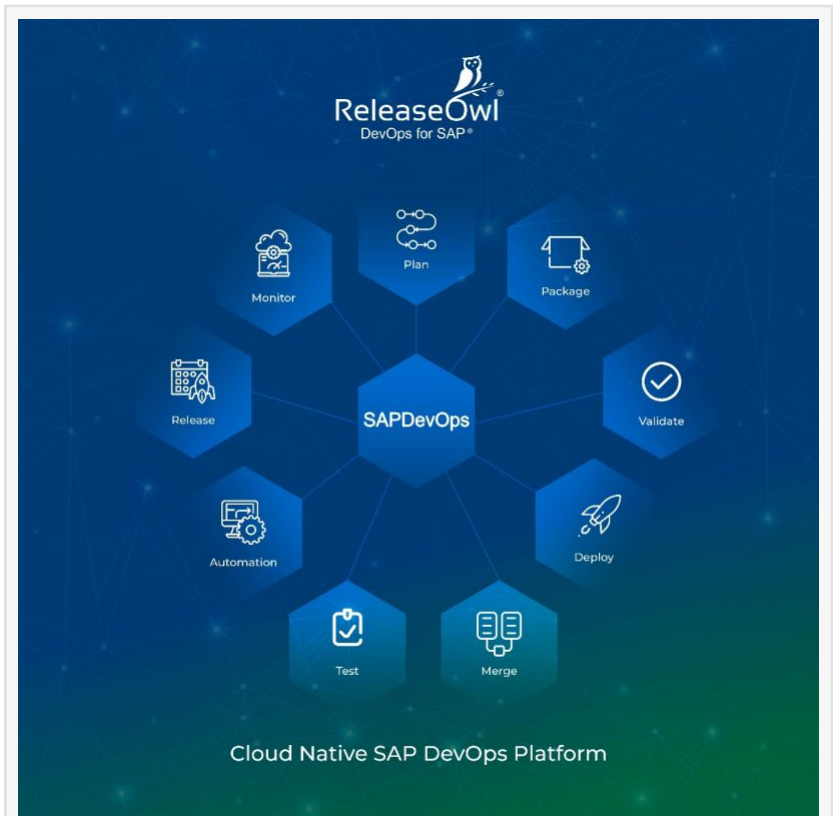 ReleaseOwl®
DevOps for SAP®
Plan
Package
Monitor
Validate
Release
SAPDevOps
Deploy
Automation
Test
Merge
Cloud Native SAP DevOps Platform